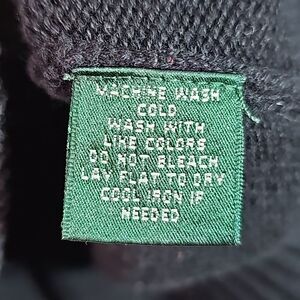 MACHINE WASH
COLD
WASH WITH
LIKE COLORS
DO NOT BLEACH
LAY FLAT TO DRY
COOL IRON IF
NEEDED